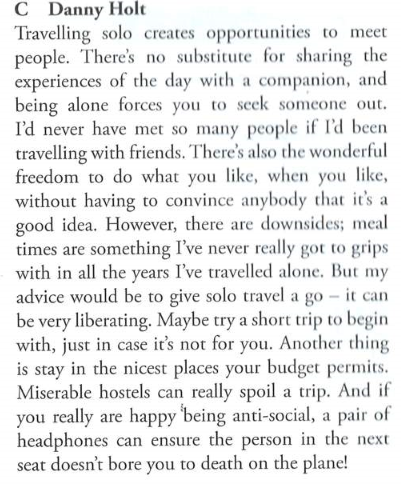 C Danny Holt
Travelling solo creates opportunities to meet
people. There's no substitute for sharing the
experiences of the day with a companion, and
being alone forces you to seek someone out.
I'd never have met so many people if I'd been
travelling with friends. There's also the wonderful
freedom to do what you like, when you like,
without having to convince anybody that it's a
good idea. However, there are downsides; meal
times are something I've never really got to grips
with in all the years I've travelled alone. But my
advice would be to give solo travel a go – it can
be very liberating. Maybe try a short trip to begin
with, just in case it's not for you. Another thing
is stay in the nicest places your budget permits.
Miserable hostels can really spoil a trip. And if
you really are happy being anti-social, a pair of
headphones can ensure the person in the next
seat doesn't bore you to death on the plane!